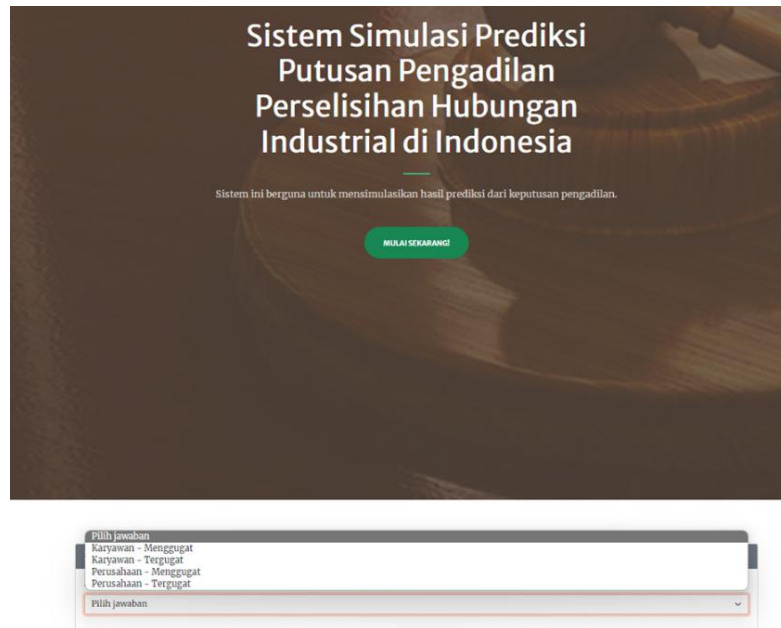 Sistem Simulasi Prediksi
Putusan Pengadilan
Perselisihan Hubungan
Industrial di Indonesia
Sistem ini berguna untuk mensimulasikan hasil prediksi dari keputusan pengadilan.
MULAI SEKARANG!
Pilih jawaban
Karyawan - Menggugat
Karyawan - Tergugat
Perusahaan - Menggugat
Perusahaan - Tergugat
Pilih jawaban